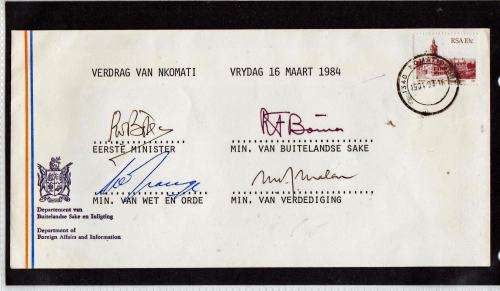 VERDRAG VAN NKOMATI VRYDAG 16 MAART 1984
RSA 10c
EERSTE MINISTER MIN. VAN BUITELANDSE SAKE
MIN. VAN WET EN ORDE MIN. VAN VERDEDIGING
Departement van
Buitelandse Sake en Inligting
Department of
Foreign Affairs and Information